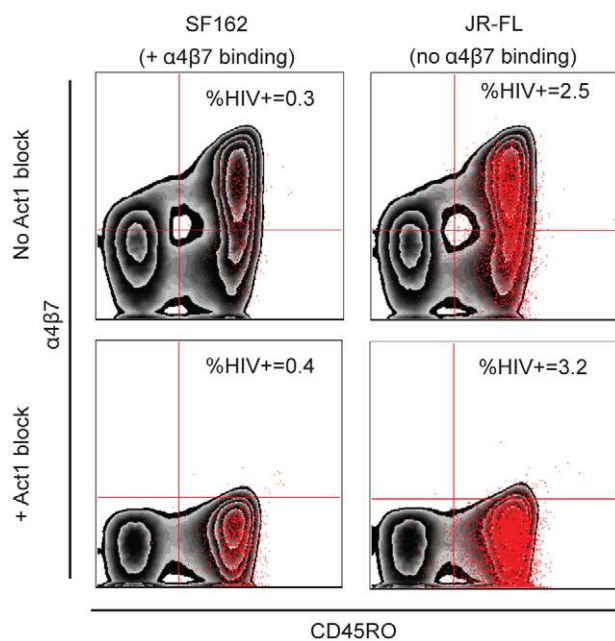 SF162
(+ α4β7 binding)
JR-FL
(no α4β7 binding)
%HIV+=0.3
%HIV+=2.5
No Act1 block
α4β7
%HIV+=0.4
%HIV+=3.2
+ Act1 block
CD45RO